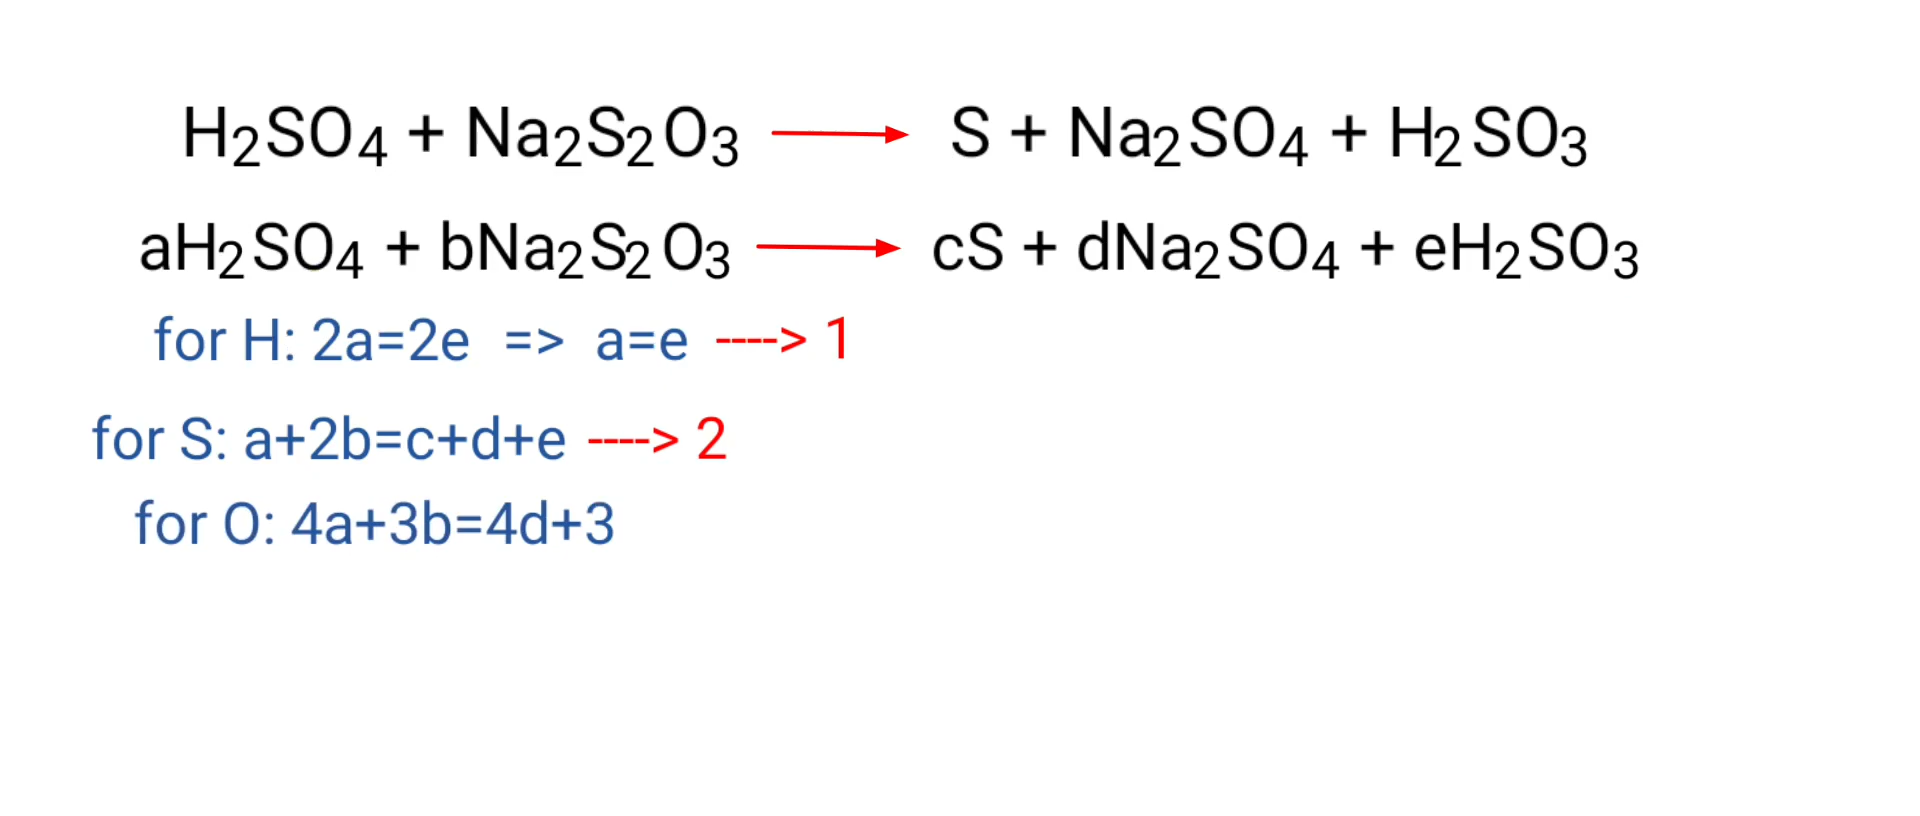 H2SO4 + Na2S2O3 → S + Na2SO4 + H2SO3
aH2SO4 + bNa2S2O3 → cS + dNa2SO4 + eH2SO3
for H: 2a=2e => a=e ----> 1
for S: a+2b=c+d+e ----> 2
for O: 4a+3b=4d+3